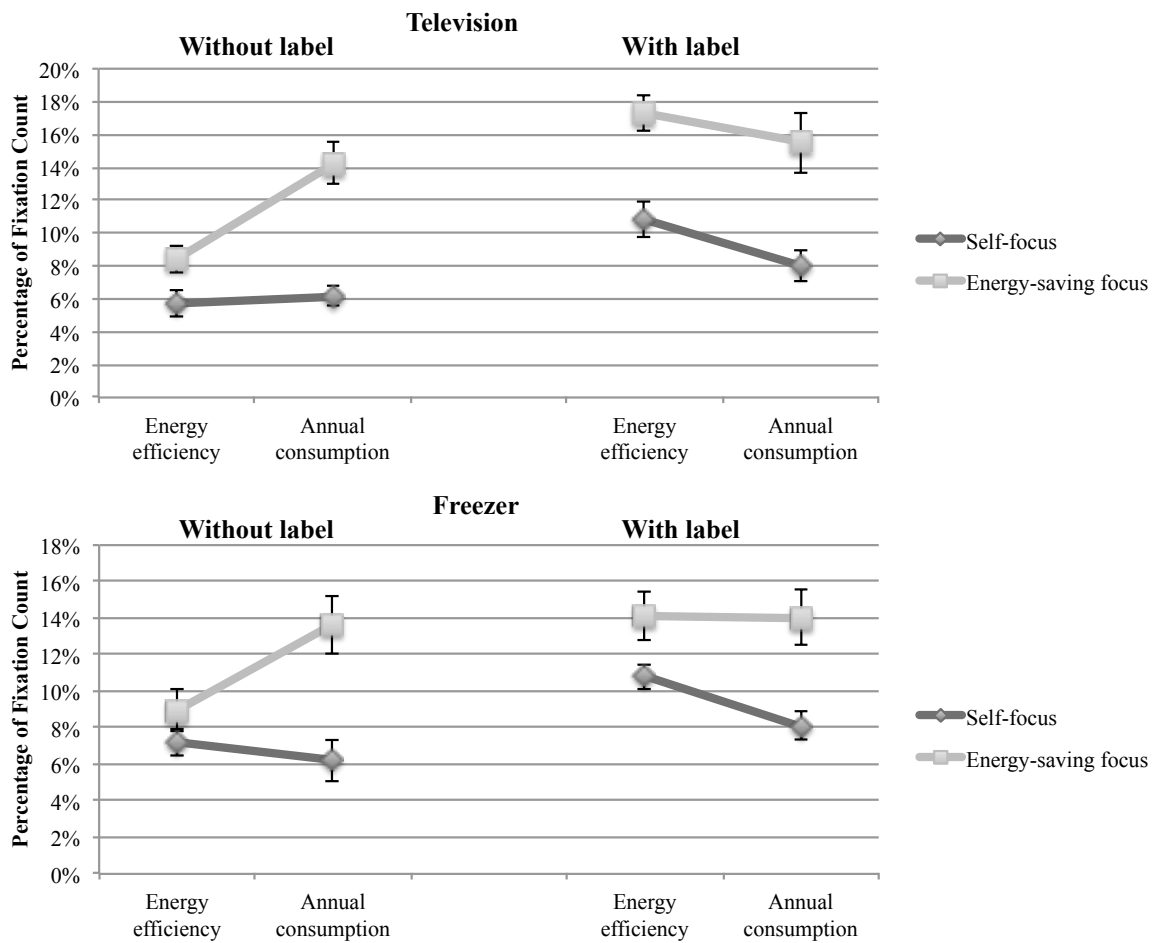 Television
Without label
With label
Percentage of Fixation Count
20%
18%
16%
14%
12%
10%
8%
6%
4%
2%
0%
Energy
efficiency
Annual
consumption
Energy
efficiency
Annual
consumption
Self-focus
Energy-saving focus
Freezer
Without label
With label
Percentage of Fixation Count
18%
16%
14%
12%
10%
8%
6%
4%
2%
0%
Energy
efficiency
Annual
consumption
Energy
efficiency
Annual
consumption
Self-focus
Energy-saving focus